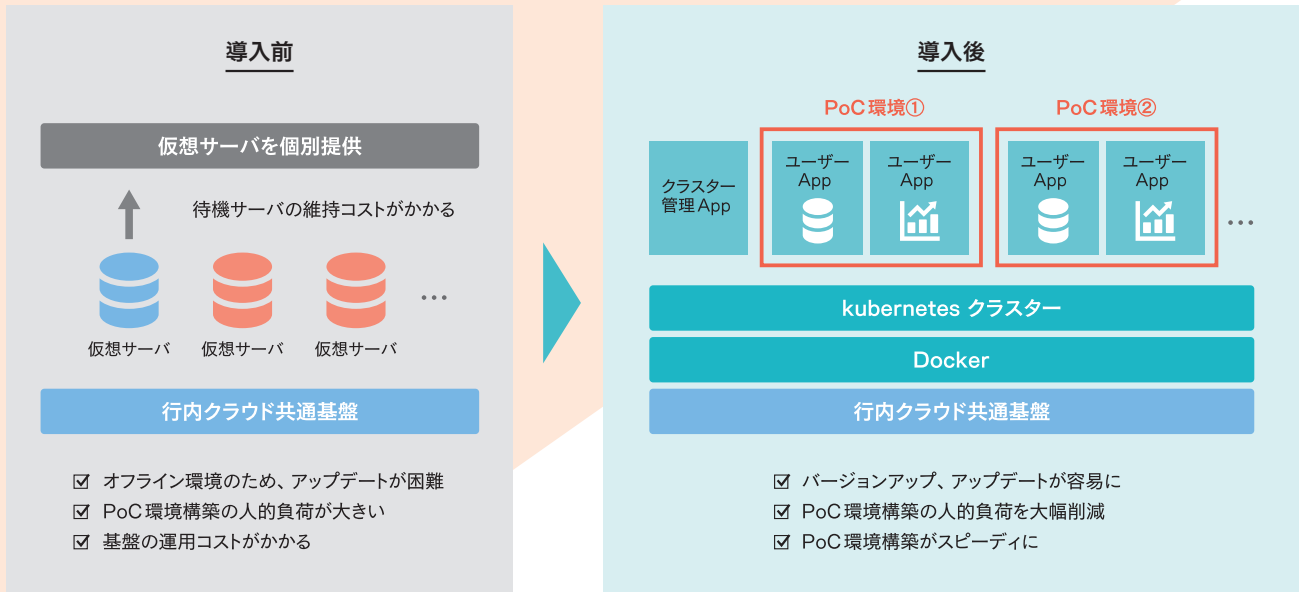 導入前
仮想サーバを個別提供
待機サーバの維持コストがかかる
…
仮想サーバ 仮想サーバ 仮想サーバ
行内クラウド共通基盤
オフライン環境のため、アップデートが困難
PoC環境構築の人的負荷が大きい
基盤の運用コストがかかる
導入後
PoC環境① PoC環境②
クラスター
管理App
ユーザー
App
ユーザー
App
ユーザー
App
ユーザー
App
…
kubernetes クラスター
Docker
行内クラウド共通基盤
バージョンアップ、アップデートが容易に
PoC環境構築の人的負荷を大幅削減
PoC環境構築がスピーディに